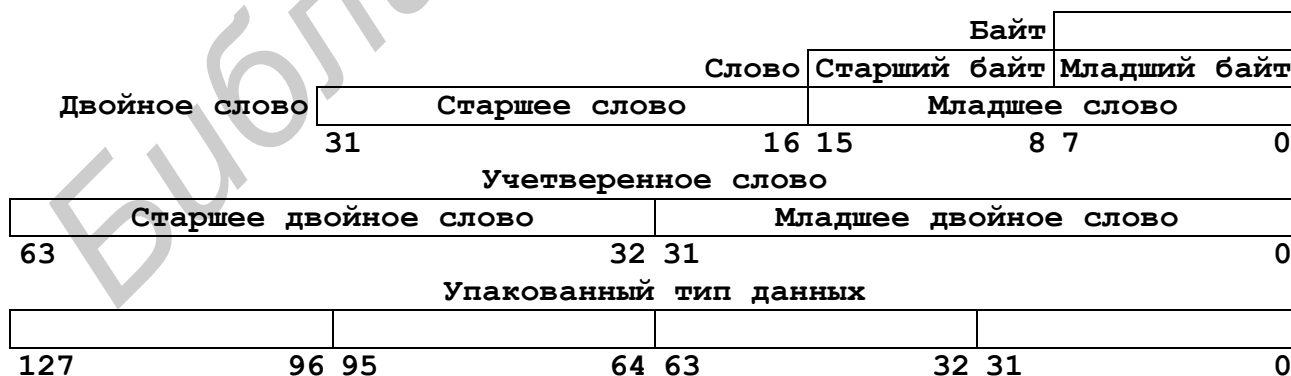 Байт
Слово Старший байт Младший байт
Двойное слово Старшее слово Младшее слово
31 16 15 8 7 0
Учетверенное слово
Старшее двойное слово Младшее двойное слово
63 32 31 0
Упакованный тип данных
127 96 95 64 63 32 31 0
Библ